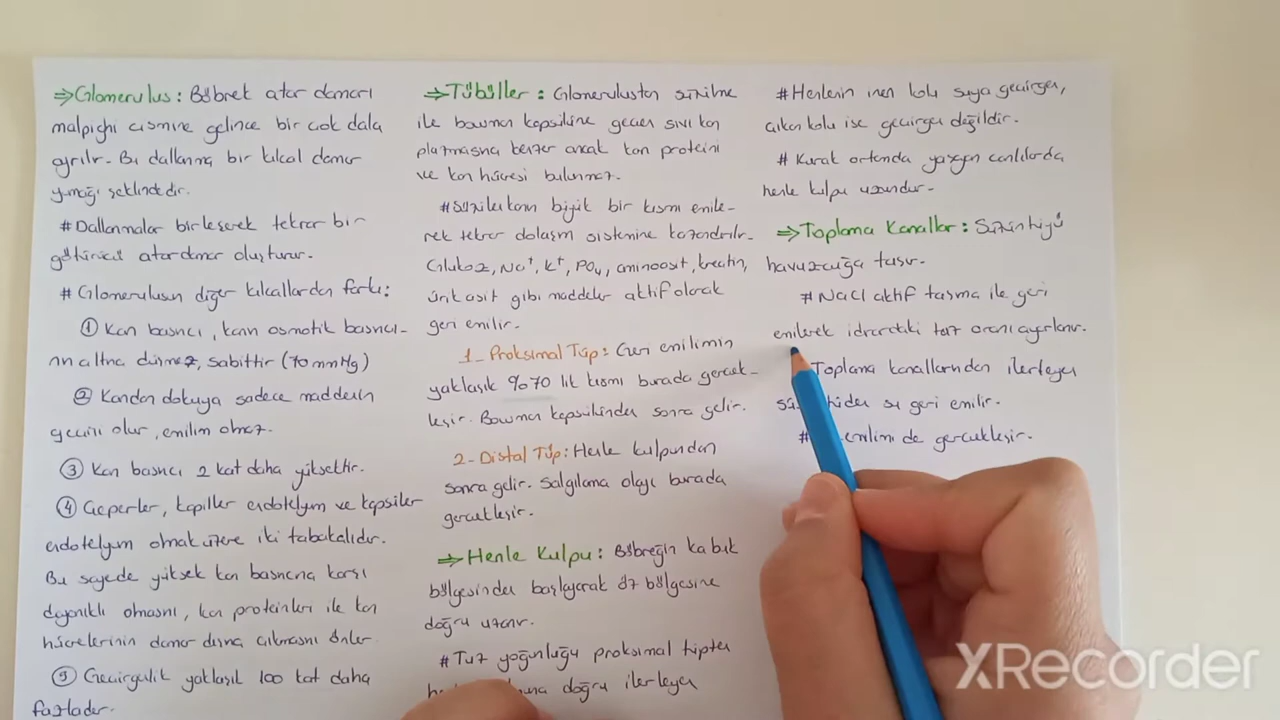 ⇒Glomerulus: Böbrek atar damarı
malpighi cismine gelince bir çok dala
ayrılır. Bu dallanma bir kılcal damar
yumağı şeklindedir.
# Dallanmalar birleşerek tekrar bir
götürücü atardamar oluşturur.
# Glomerulusun diğer kılcallardan farkı:
① Kan basıncı, kanın osmotik basıncı-
nın altına düşmez, sabittir (70 mmHg)
② Kandan dokuya sadece maddenin
geçişi olur, emilim olmaz.
③ Kan basıncı 2 kat daha yüksektir.
④ Çeperler, kapiller endotelyum ve kapsüler
endotelyum olmak üzere iki tabakalıdır.
Bu sayede yüksek kan basıncına karşı
dayanıklı olmasını, kan proteinleri ile kan
hücrelerinin damar dışına çıkmasını önler
⑤ Geçirgenlik yaklaşık 100 kat daha
fazladır.
⇒Tübüller: Glomerulustan süzülme
ile bowman kapsülüne geçen sıvı kan
plazmasına benzer ancak kan proteini
ve kan hücresi bulunmaz.
#Süzülenlerin büyük bir kısmı emile-
rek tekrar dolaşım sistemine kazandırılır.
Glukoz, Na⁺, K⁺, PO₄, aminoasit, kreatin,
ürik asit gibi maddeler aktif olarak
geri emilir.
1- Proksimal Tüp: Geri emilimin
yaklaşık %70 lik kısmı burada gerçek-
leşir. Bowman kapsülünden sonra gelir.
2- Distal Tüp: Henle kulpundan
sonra gelir. Salgılama olayı burada
gerçekleşir.
⇒Henle Kulpu: Böbreğin kabuk
bölgesinden başlayarak öz bölgesine
doğru uzanır.
#Tuz yoğunluğu proksimal tüpten
doğru ilerleyen
# Henlenin inen kolu suya geçirgen,
çıkan kolu ise geçirgen değildir.
# Kurak ortamda yaşayan canlılarda
henle kulpu uzundur.
⇒Toplama Kanalları: Süzüntüyü
havuzcuğa taşır.
#NaCl aktif taşıma ile geri
emilerek idrardaki tuz oranı ayarlanır.
Toplama kanallarından ilerleyen
su geri emilir.
# emilimi de gerçekleşir.
XRecorder